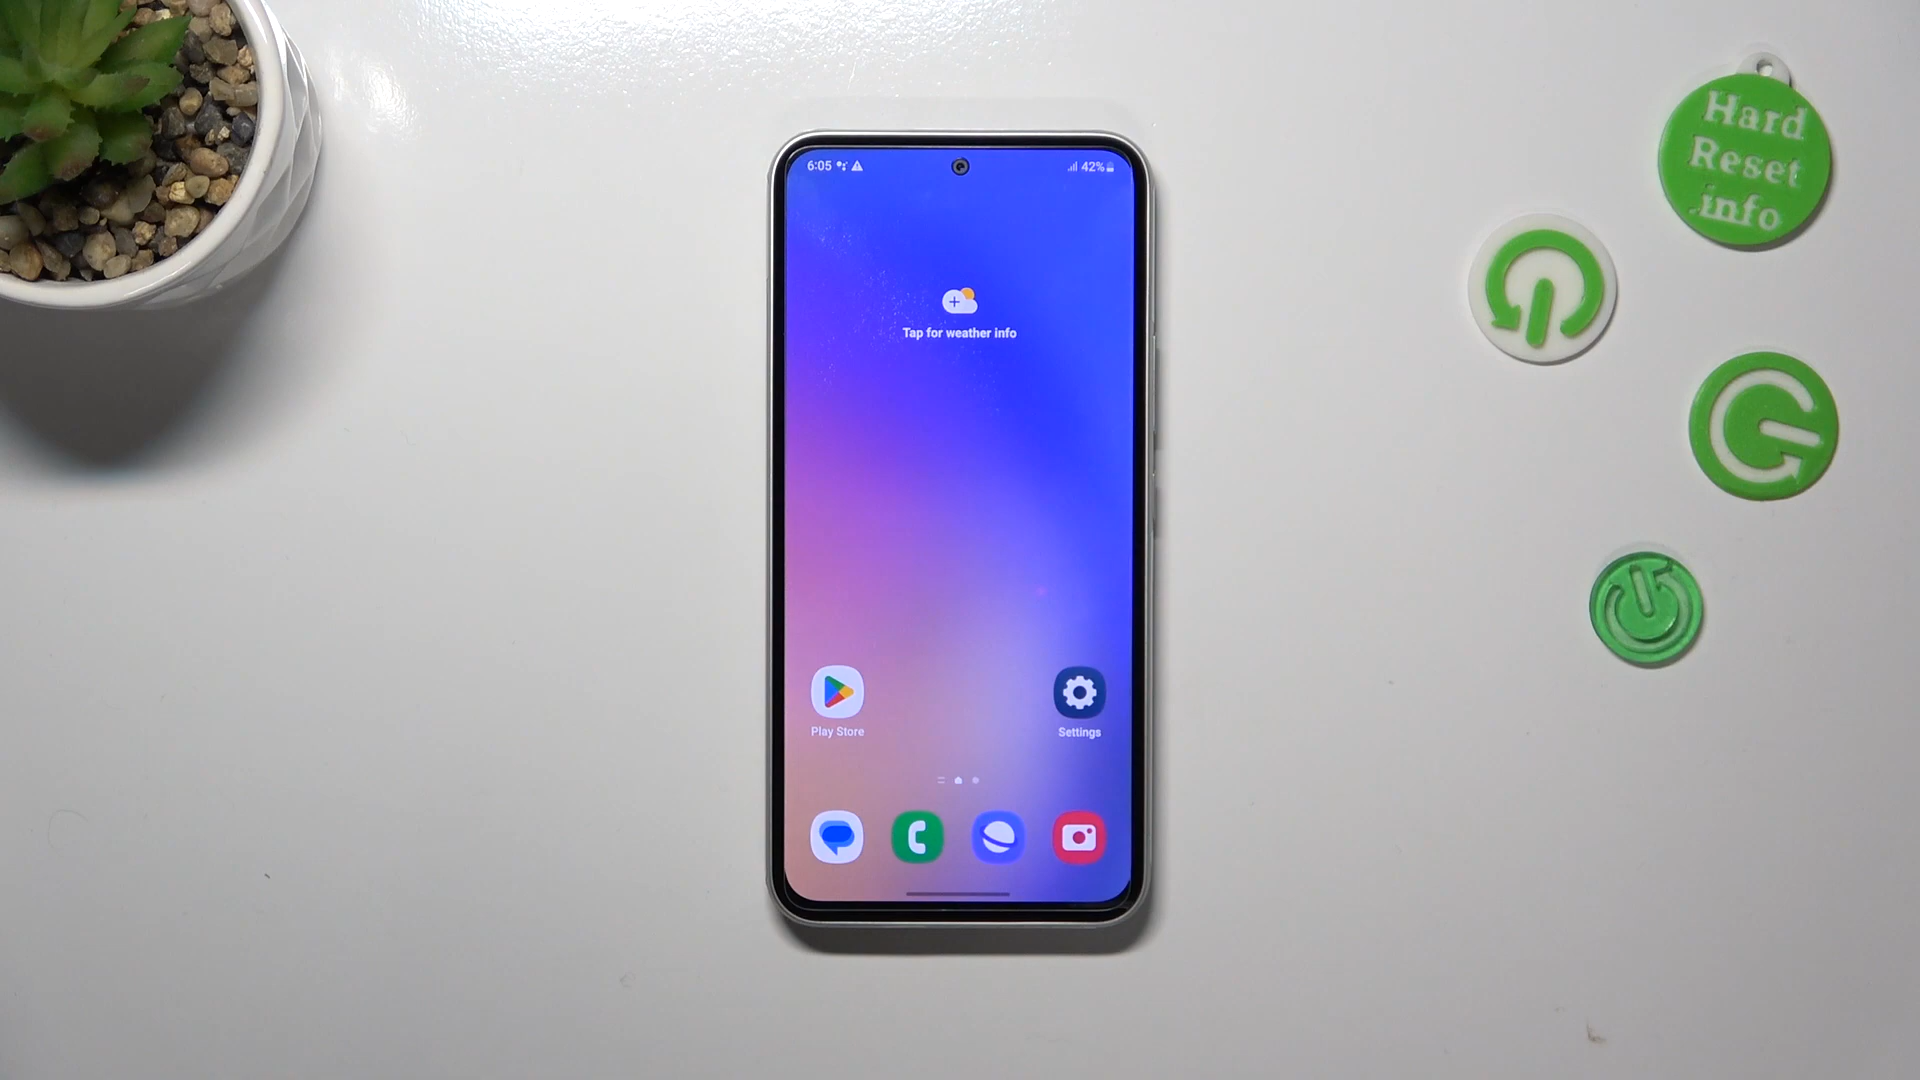 6:05
42%
Tap for weather info
Play Store
Settings
Hard
Reset
info